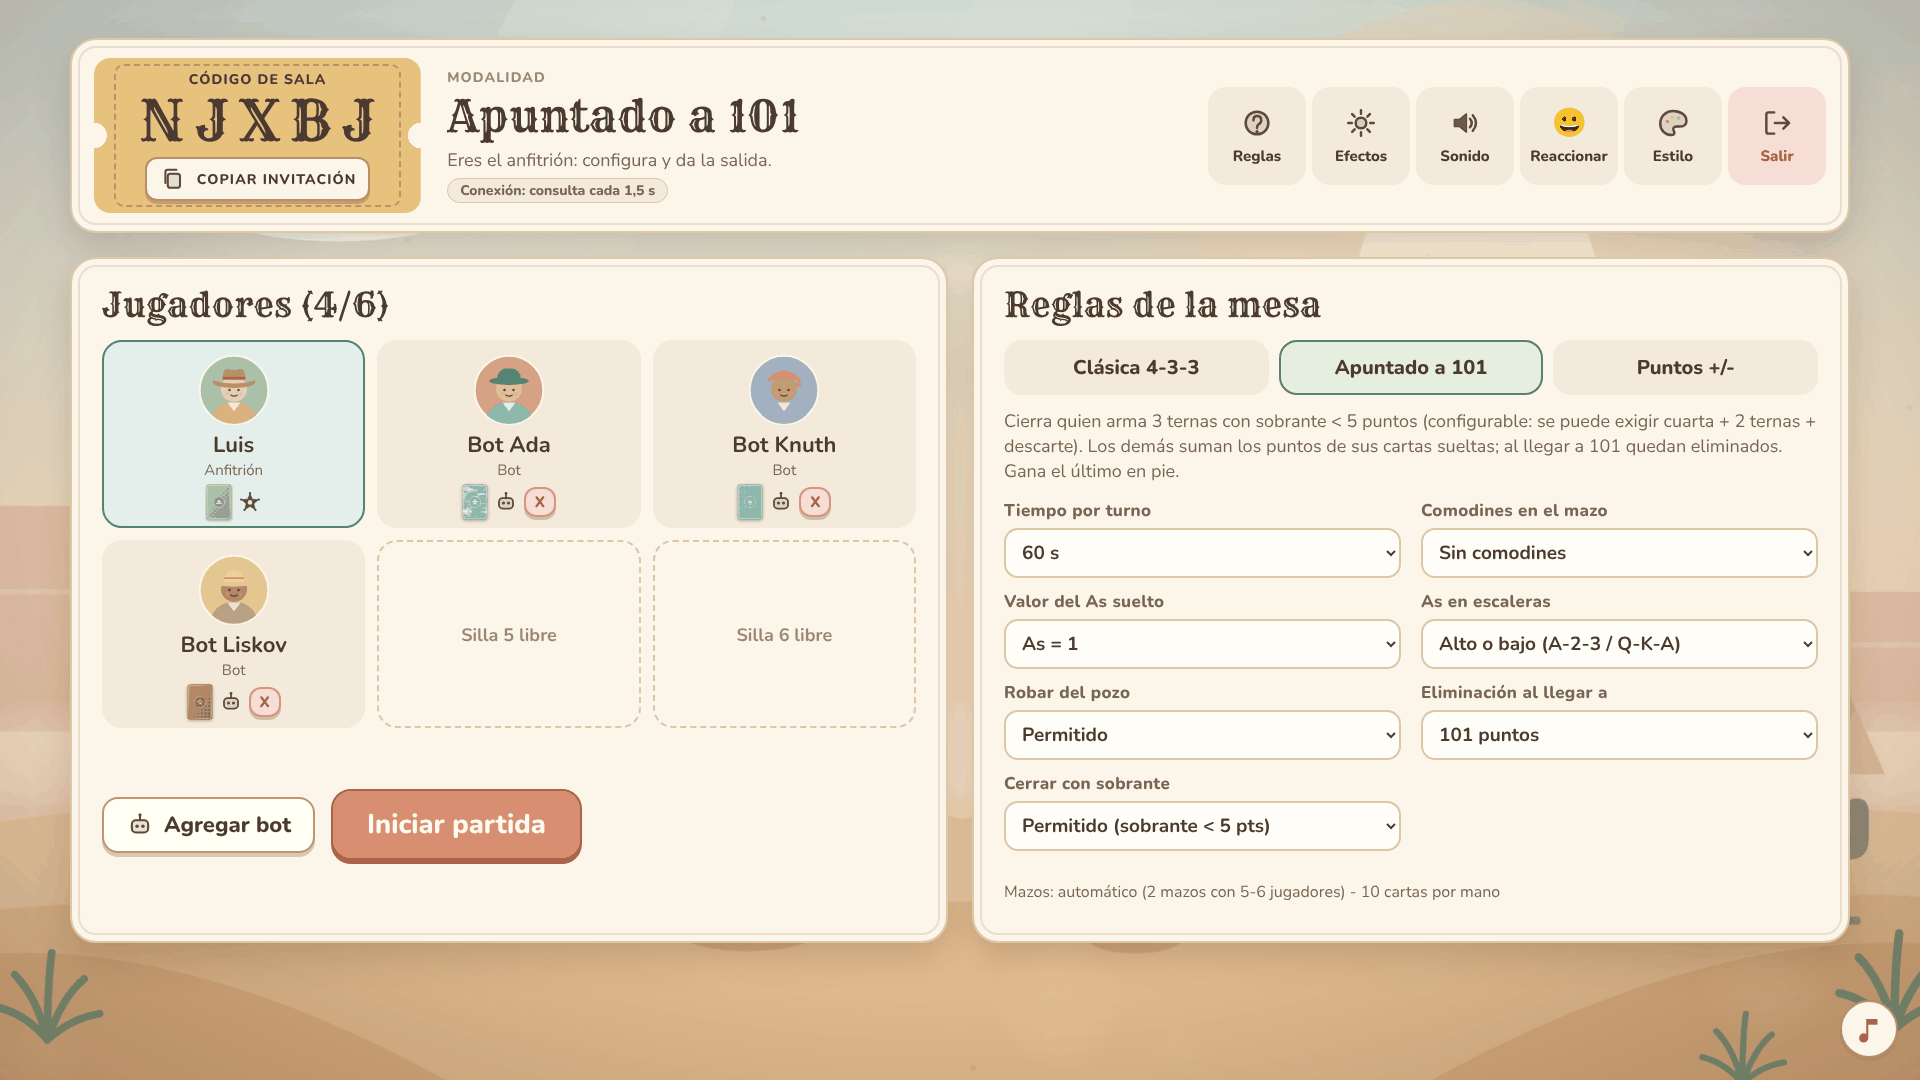 CÓDIGO DE SALA
NJXBJ
COPIAR INVITACIÓN
MODALIDAD
Apuntado a 101
Eres el anfitrión: configura y da la salida.
Conexión: consulta cada 1,5 s
Reglas
Efectos
Sonido
Reaccionar
Estilo
Salir
Jugadores (4/6)
Luis
Anfitrión
Bot Ada
Bot
X
Bot Knuth
Bot
X
Bot Liskov
Bot
X
Silla 5 libre
Silla 6 libre
Agregar bot
Iniciar partida
Reglas de la mesa
Clásica 4-3-3
Apuntado a 101
Puntos +/-
Cierra quien arma 3 ternas con sobrante < 5 puntos (configurable: se puede exigir cuarta + 2 ternas +
descarte). Los demás suman los puntos de sus cartas sueltas; al llegar a 101 quedan eliminados.
Gana el último en pie.
Tiempo por turno
60 s
Comodines en el mazo
Sin comodines
Valor del As suelto
As = 1
As en escaleras
Alto o bajo (A-2-3 / Q-K-A)
Robar del pozo
Permitido
Eliminación al llegar a
101 puntos
Cerrar con sobrante
Permitido (sobrante < 5 pts)
Mazos: automático (2 mazos con 5-6 jugadores) - 10 cartas por mano